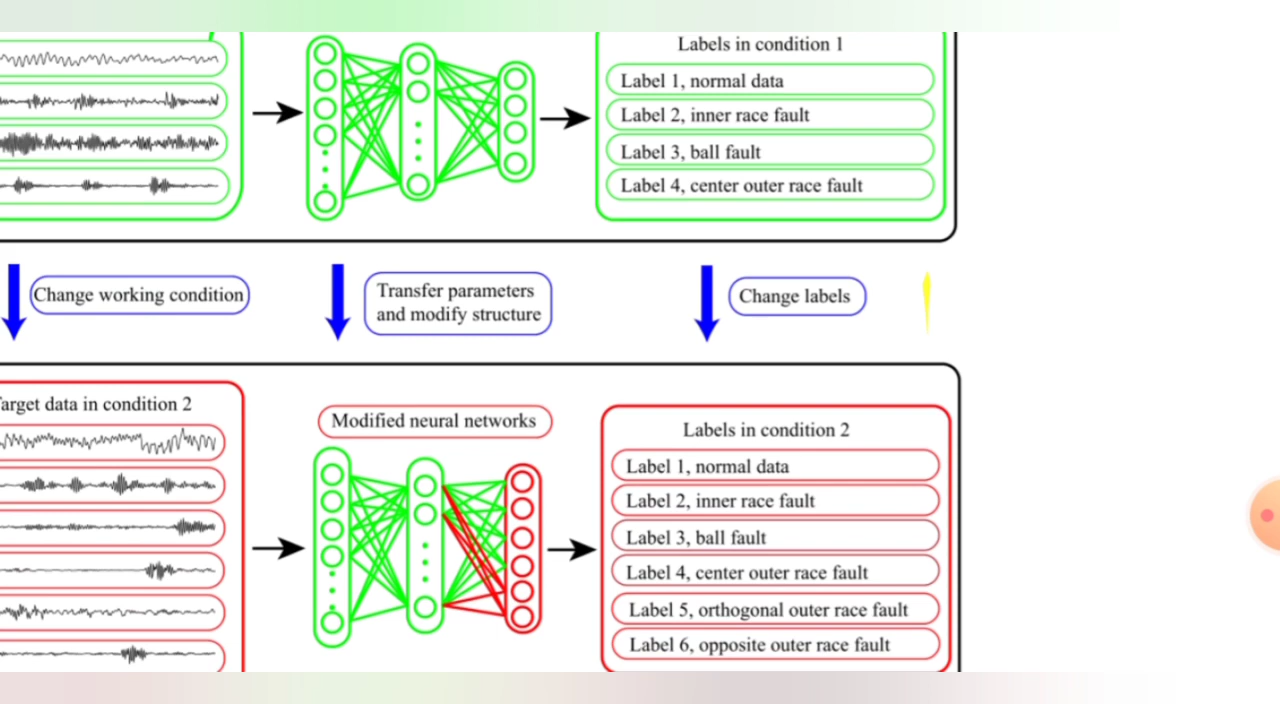 Labels in condition 1
Label 1, normal data
Label 2, inner race fault
Label 3, ball fault
Label 4, center outer race fault
Change working condition
Transfer parameters
and modify structure
Change labels
data in condition 2
Modified neural networks
Labels in condition 2
Label 1, normal data
Label 2, inner race fault
Label 3, ball fault
Label 4, center outer race fault
Label 5, orthogonal outer race fault
Label 6, opposite outer race fault